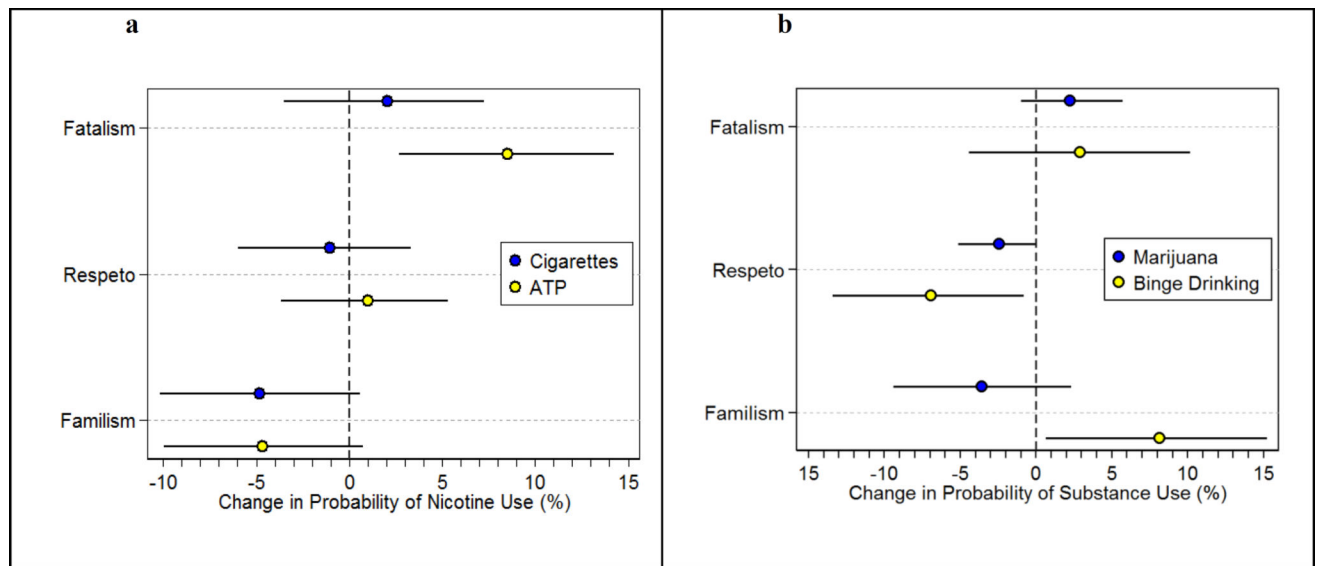 a
Fatalism
Respeto
Familism
Cigarettes
ATP
-10 -5 0 5 10 15
Change in Probability of Nicotine Use (%)
b
Fatalism
Respeto
Familism
Marijuana
Binge Drinking
15 -5 0 5 10 15
Change in Probability of Substance Use (%)